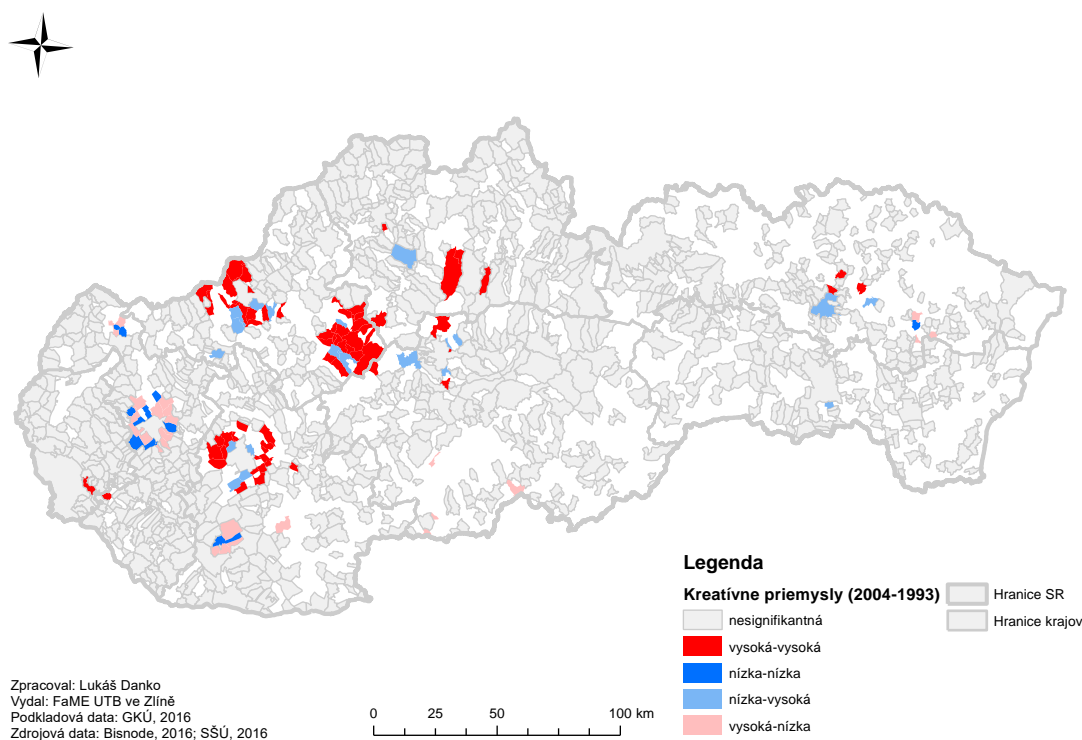 Legenda
Kreatívne priemysly (2004-1993)
nesignifikantná
vysoká-vysoká
nízka-nízka
nízka-vysoká
vysoká-nízka
Hranice SR
Hranice krajov
Zpracoval: Lukáš Danko
Vydal: FaME UTB ve Zlíně
Podkladová data: GKÚ, 2016
Zdrojová data: Bisnode, 2016; SŠÚ, 2016
0 25 50 100 km